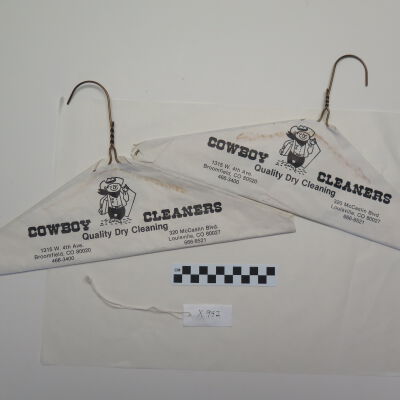 COWBOY CLEANERS
Quality Dry Cleaning
1315 W. 4th Ave.
Broomfield, CO 80020
466-3400
320 McCaslin Blvd.
Louisville, CO 80027
666-8521
COWBOY CLEANERS
Quality Dry Cleaning
1315 W. 4th Ave.
Broomfield, CO 80020
466-3400
320 McCaslin Blvd.
Louisville, CO 80027
666-8521
X 952